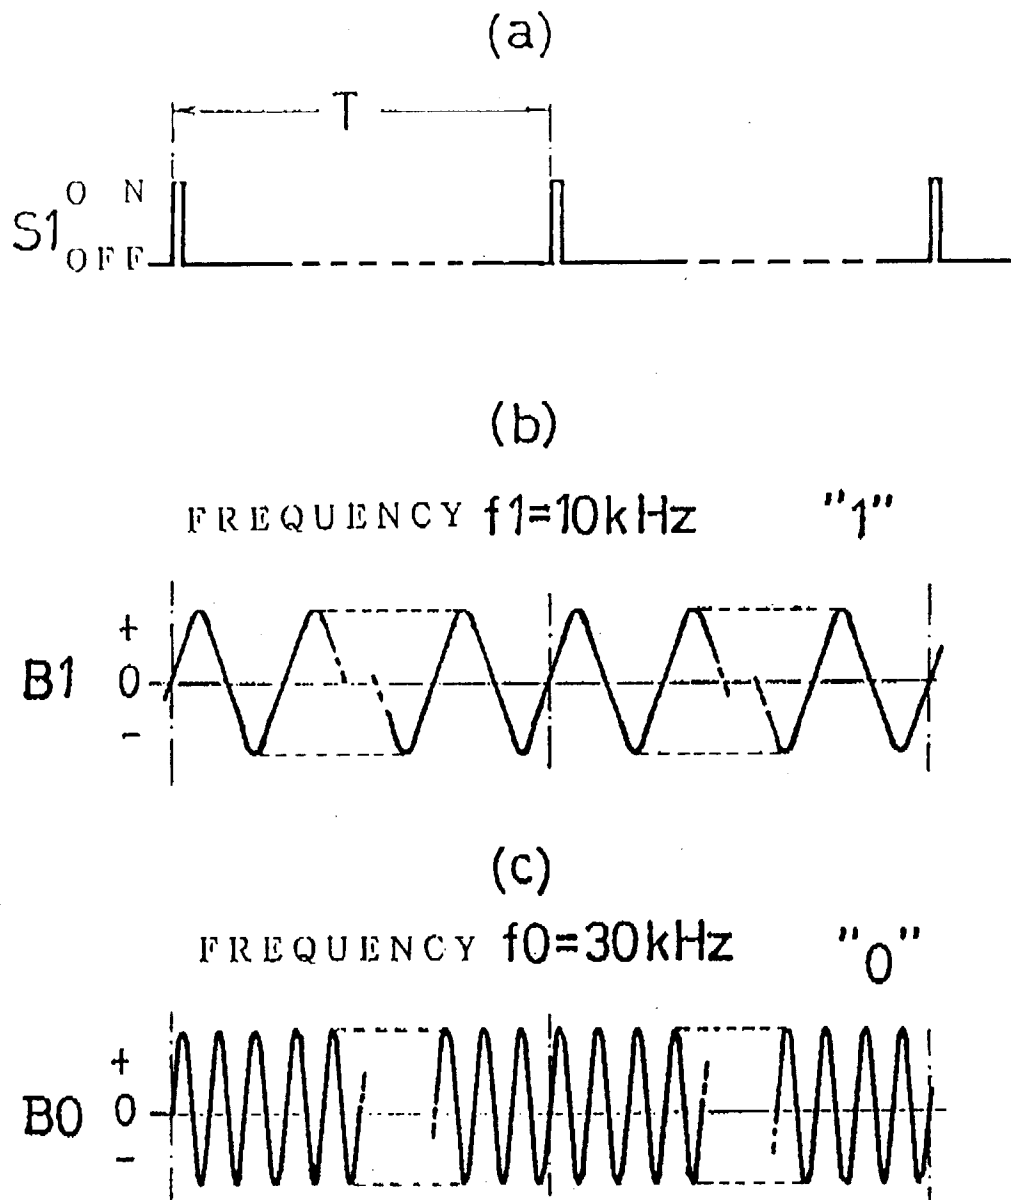 (a)
T
S1 ON
OFF
(b)
FREQUENCY f1=10kHz "1"
+
B1 0
-
(c)
FREQUENCY f0=30kHz "0"
+
B0 0
-